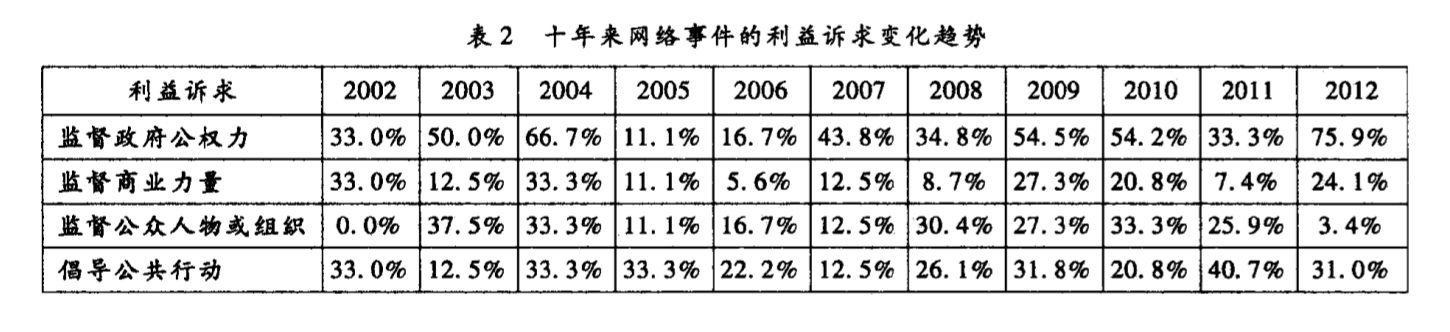 表2 十年来网络事件的利益诉求变化趋势
利益诉求 2002 2003 2004 2005 2006 2007 2008 2009 2010 2011 2012
监督政府公权力 33.0% 50.0% 66.7% 11.1% 16.7% 43.8% 34.8% 54.5% 54.2% 33.3% 75.9%
监督商业力量 33.0% 12.5% 33.3% 11.1% 5.6% 12.5% 8.7% 27.3% 20.8% 7.4% 24.1%
监督公众人物或组织 0.0% 37.5% 33.3% 11.1% 16.7% 12.5% 30.4% 27.3% 33.3% 25.9% 3.4%
倡导公共行动 33.0% 12.5% 33.3% 33.3% 22.2% 12.5% 26.1% 31.8% 20.8% 40.7% 31.0%